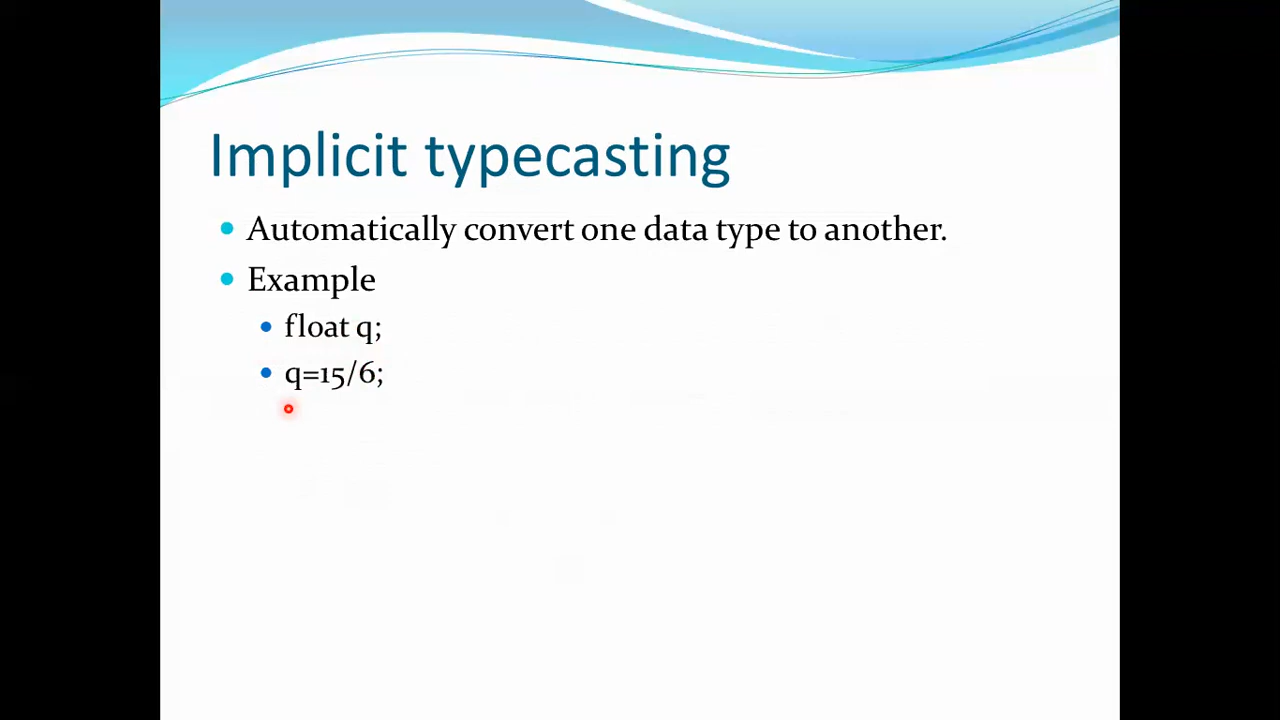 Implicit typecasting
Automatically convert one data type to another.
Example
float q;
q=15/6;